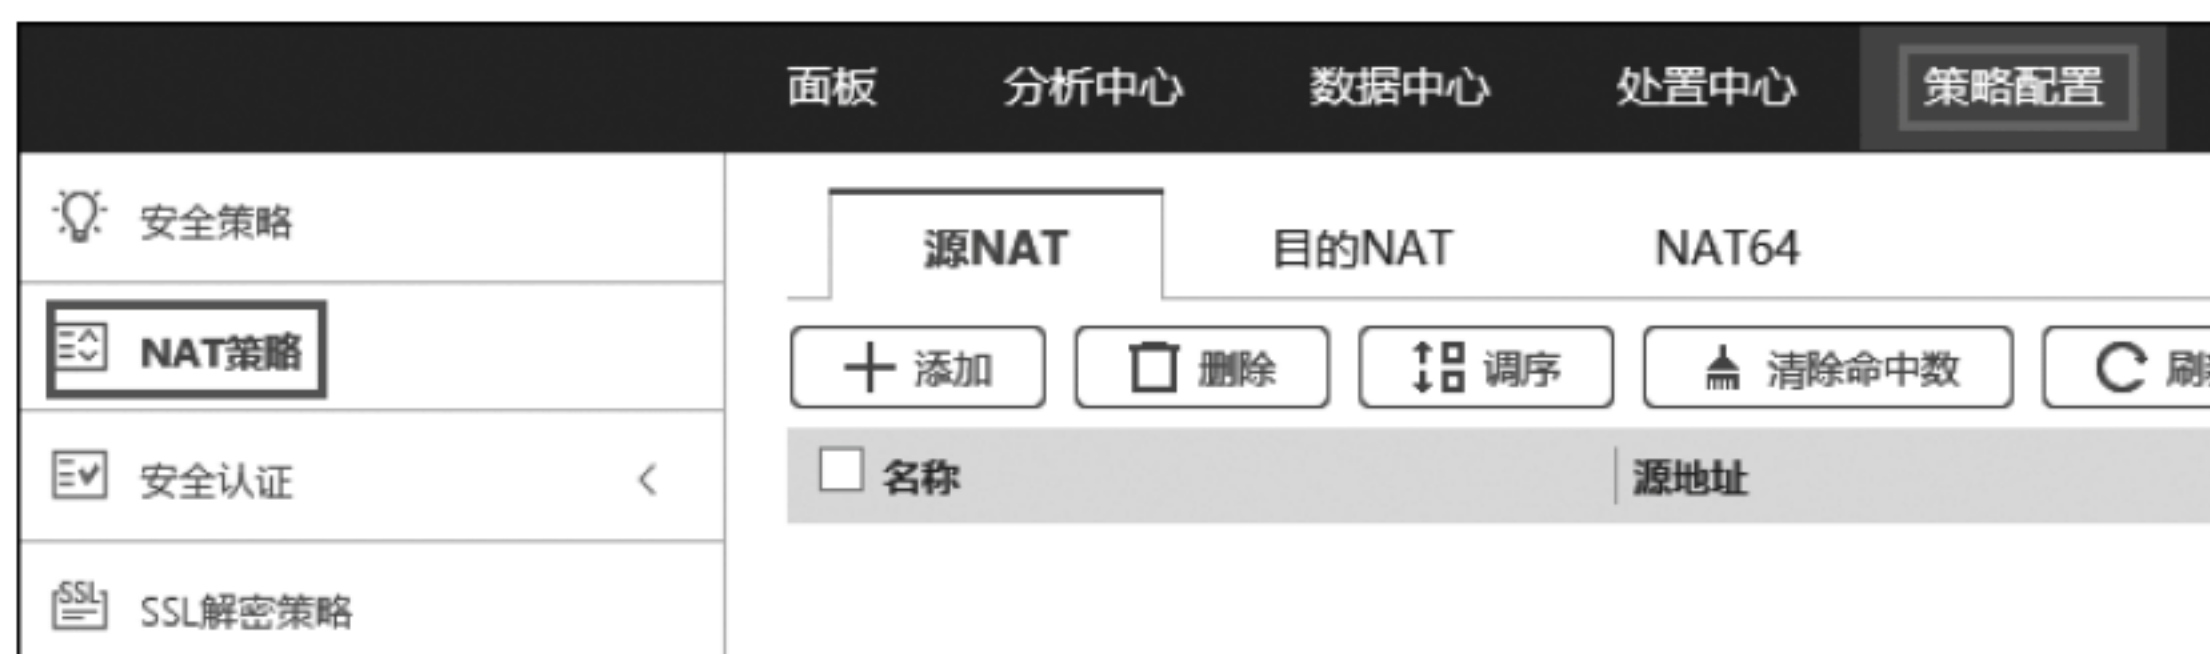 面板 分析中心 数据中心 处置中心 策略配置
安全策略
源NAT 目的NAT NAT64
NAT策略
添加 删除 调序 清除命中数 刷
安全认证
名称 源地址
SSL SSL解密策略